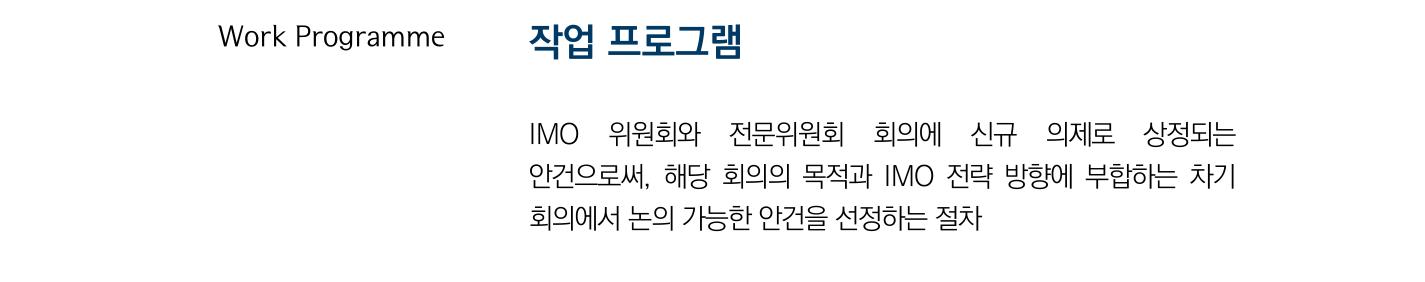 Work Programme 작업 프로그램
IMO 위원회와 전문위원회 회의에 신규 의제로 상정되는
안건으로써, 해당 회의의 목적과 IMO 전략 방향에 부합하는 차기
회의에서 논의 가능한 안건을 선정하는 절차